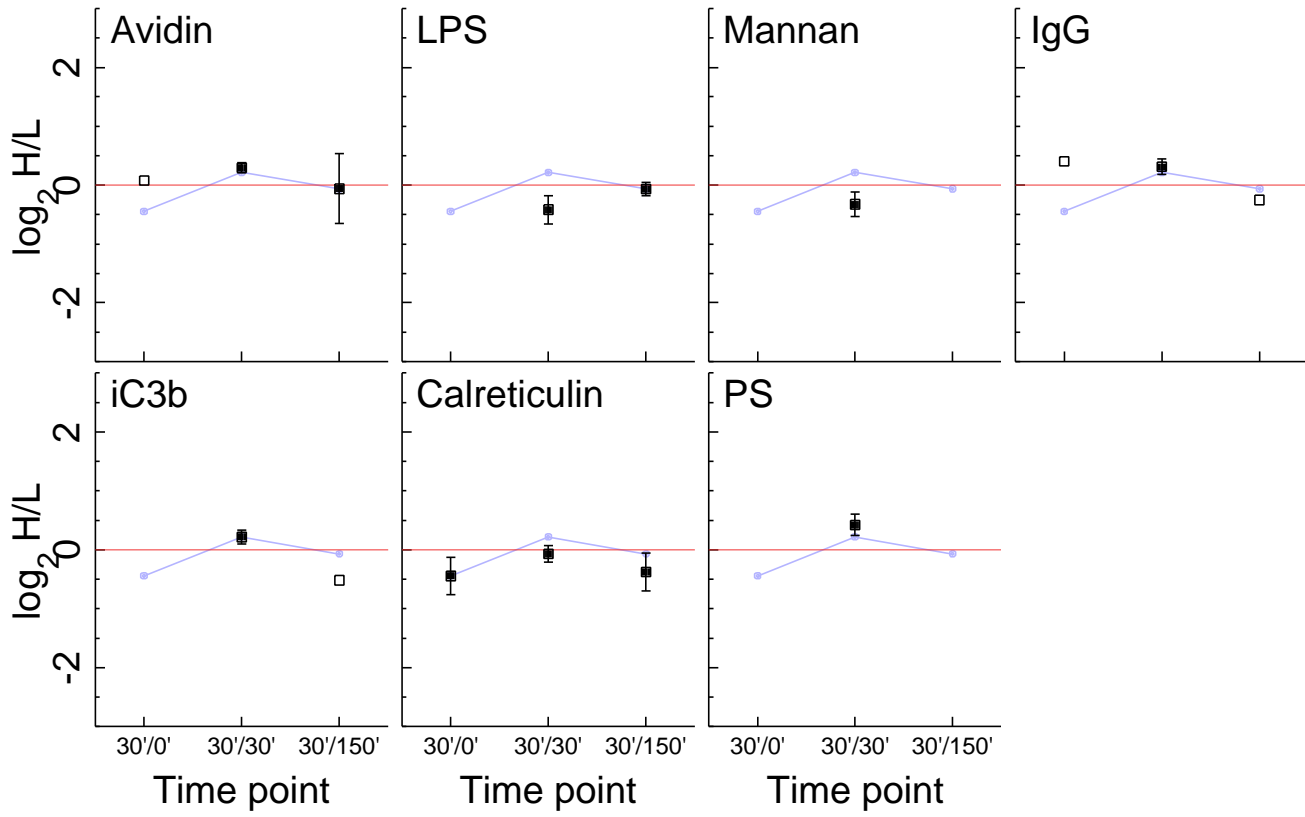 Avidin LPS Mannan IgG
2
log2 H/L
0
-2
iC3b Calreticulin PS
2
log2 H/L
0
-2
30'/0' 30'/30' 30'/150' 30'/0' 30'/30' 30'/150' 30'/0' 30'/30' 30'/150'
Time point Time point Time point